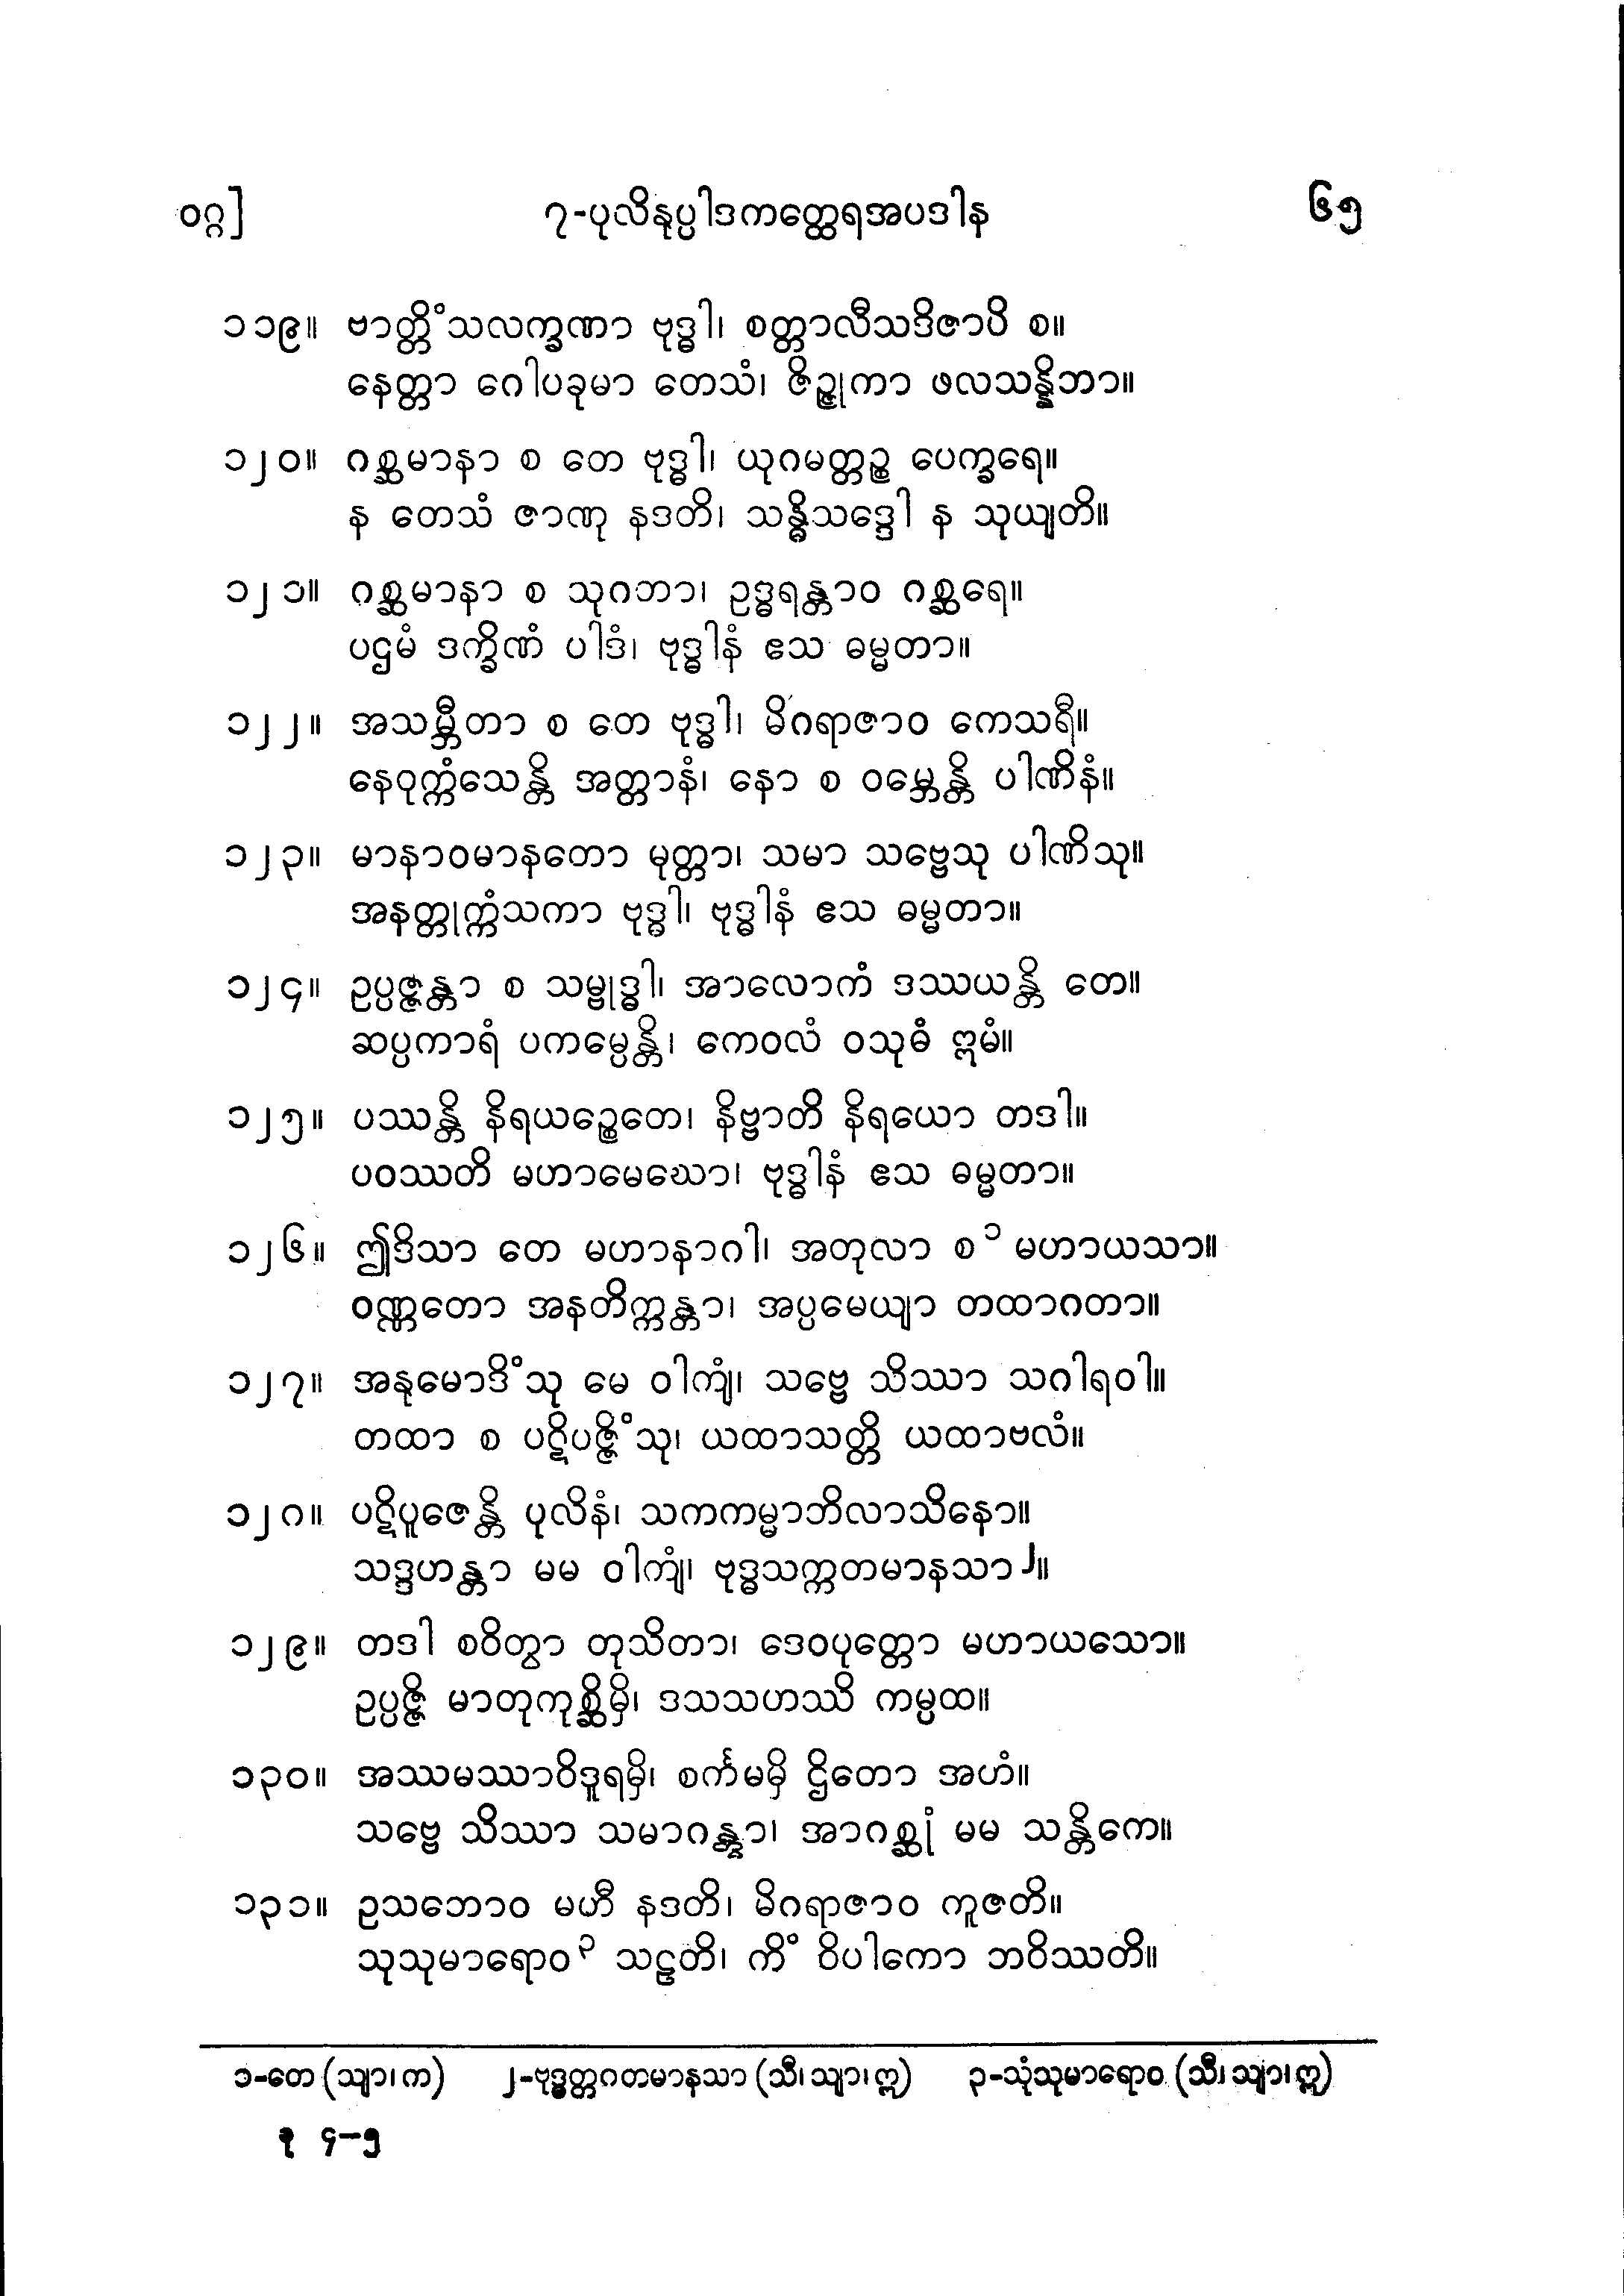 ဝဂ္ဂ] ၇-ပုလိနုပ္ပါဒကတ္ထေရအပဒါန ၆၅
၁၁၉။ ဗာတ္တိံသလက္ခဏာ ဗုဒ္ဓါ၊ စတ္တာလီသဒိဇာပိ စ။
နေတ္တာ ဂေါပခုမာ တေသံ၊ ဇိဉ္ဇုကာ ဖလသန္နိဘာ။
၁၂၀။ ဂစ္ဆမာနာ စ တေ ဗုဒ္ဓါ၊ ယုဂမတ္တဉ္စ ပေက္ခရေ။
န တေသံ ဇာဏု နဒတိ၊ သန္ဓိသဒ္ဒေါ န သုယျတိ။
၁၂၁။ ဂစ္ဆမာနာ စ သုဂဘာ၊ ဥဒ္ဓရန္တာဝ ဂစ္ဆရေ။
ပဌမံ ဒက္ခိဏံ ပါဒံ၊ ဗုဒ္ဓါနံ ဧသ ဓမ္မတာ။
၁၂၂။ အသမ္ဘီတာ စ တေ ဗုဒ္ဓါ၊ မိဂရာဇာဝ ကေသရီ။
နေဝုက္ကံသေန္တိ အတ္တာနံ၊ နော စ ဝမ္ဘေန္တိ ပါဏိနံ။
၁၂၃။ မာနာဝမာနတော မုတ္တာ၊ သမာ သဗ္ဗေသု ပါဏိသု။
အနတ္တုက္ကံသကာ ဗုဒ္ဓါ၊ ဗုဒ္ဓါနံ ဧသ ဓမ္မတာ။
၁၂၄။ ဥပ္ပဇ္ဇန္တာ စ သမ္ဗုဒ္ဓါ၊ အာလောကံ ဒဿယန္တိ တေ။
ဆပ္ပကာရံ ပကမ္ပေန္တိ၊ ကေဝလံ ဝသုဓံ ဣမံ။
၁၂၅။ ပဿန္တိ နိရယဉ္စေတေ၊ နိဗ္ဗာတိ နိရယော တဒါ။
ပဝဿတိ မဟာမေဃော၊ ဗုဒ္ဓါနံ ဧသ ဓမ္မတာ။
၁၂၆။ ဤဒိသာ တေ မဟာနာဂါ၊ အတုလာ စ ၁ မဟာယသာ။
ဝဏ္ဏတော အနတိက္ကန္တာ၊ အပ္ပမေယျာ တထာဂတာ။
၁၂၇။ အနုမောဒိံသု မေ ဝါကျံ၊ သဗ္ဗေ သိဿာ သဂါရဝါ။
တထာ စ ပဋိပဇ္ဇိံသု၊ ယထာသတ္တိ ယထာဗလံ။
၁၂၈။ ပဋိပူဇေန္တိ ပုလိနံ၊ သကကမ္မာဘိလာသိနော။
သဒ္ဒဟန္တာ မမ ဝါကျံ၊ ဗုဒ္ဓသက္ကတမာနသာ ၂။
၁၂၉။ တဒါ စဝိတွာ တုသိတာ၊ ဒေဝပုတ္တော မဟာယသော။
ဥပ္ပဇ္ဇိ မာတုကုစ္ဆိမှိ၊ ဒသသဟဿိ ကမ္ပထ။
၁၃၀။ အဿမဿာဝိဒူရမှိ၊ စင်္ကမမှိ ဌိတော အဟံ။
သဗ္ဗေ သိဿာ သမာဂန္တွာ၊ အာဂစ္ဆုံ မမ သန္တိကေ။
၁၃၁။ ဥသဘောဝ မဟီ နဒတိ၊ မိဂရာဇာဝ ကူဇတိ။
သုသုမာရောဝ ၃ သဠတိ၊ ကိံ ဝိပါကော ဘဝိဿတိ။
၁-တေ (သျာ၊ က) ၂-ဗုဒ္ဓတ္တဂတမာနသာ (သီ၊ သျာ၊ ဣ) ၃-သုံသုမာရောဝ (သီ၊ သျာ၊ ဣ)
ခု ၄-၅